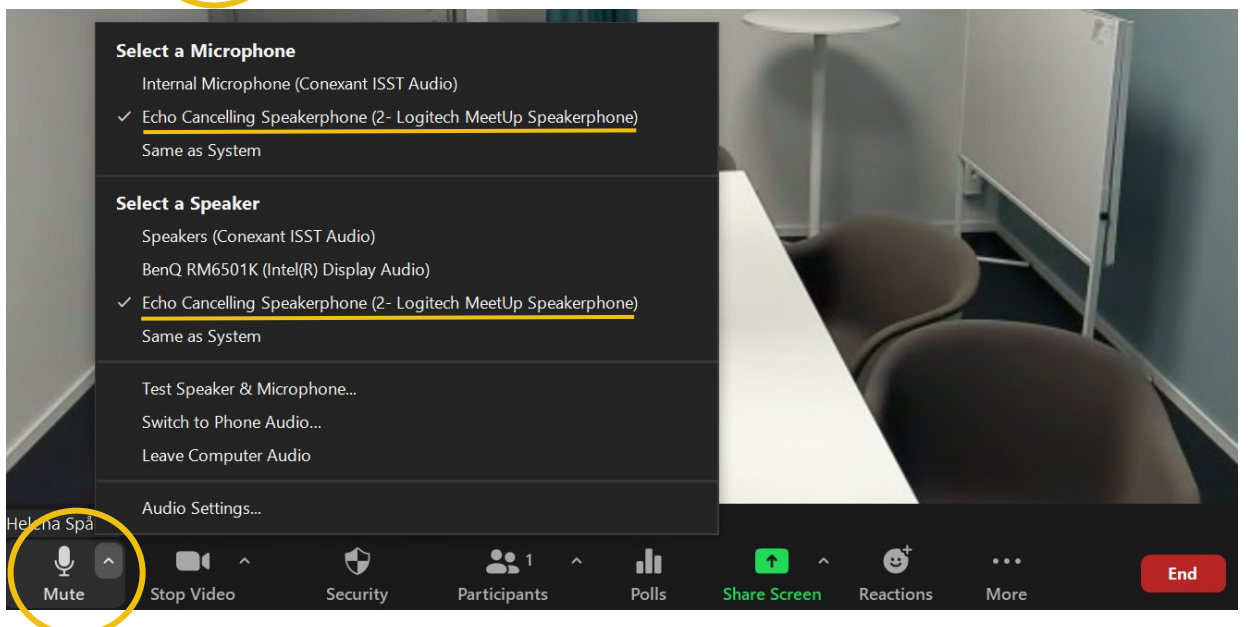 Select a Microphone
Internal Microphone (Conexant ISST Audio)
Echo Cancelling Speakerphone (2- Logitech MeetUp Speakerphone)
Same as System
Select a Speaker
Speakers (Conexant ISST Audio)
BenQ RM6501K (Intel(R) Display Audio)
Echo Cancelling Speakerphone (2- Logitech MeetUp Speakerphone)
Same as System
Test Speaker & Microphone...
Switch to Phone Audio...
Leave Computer Audio
Audio Settings...
Helena Spå
1
Mute Stop Video Security Participants Polls Share Screen Reactions More End